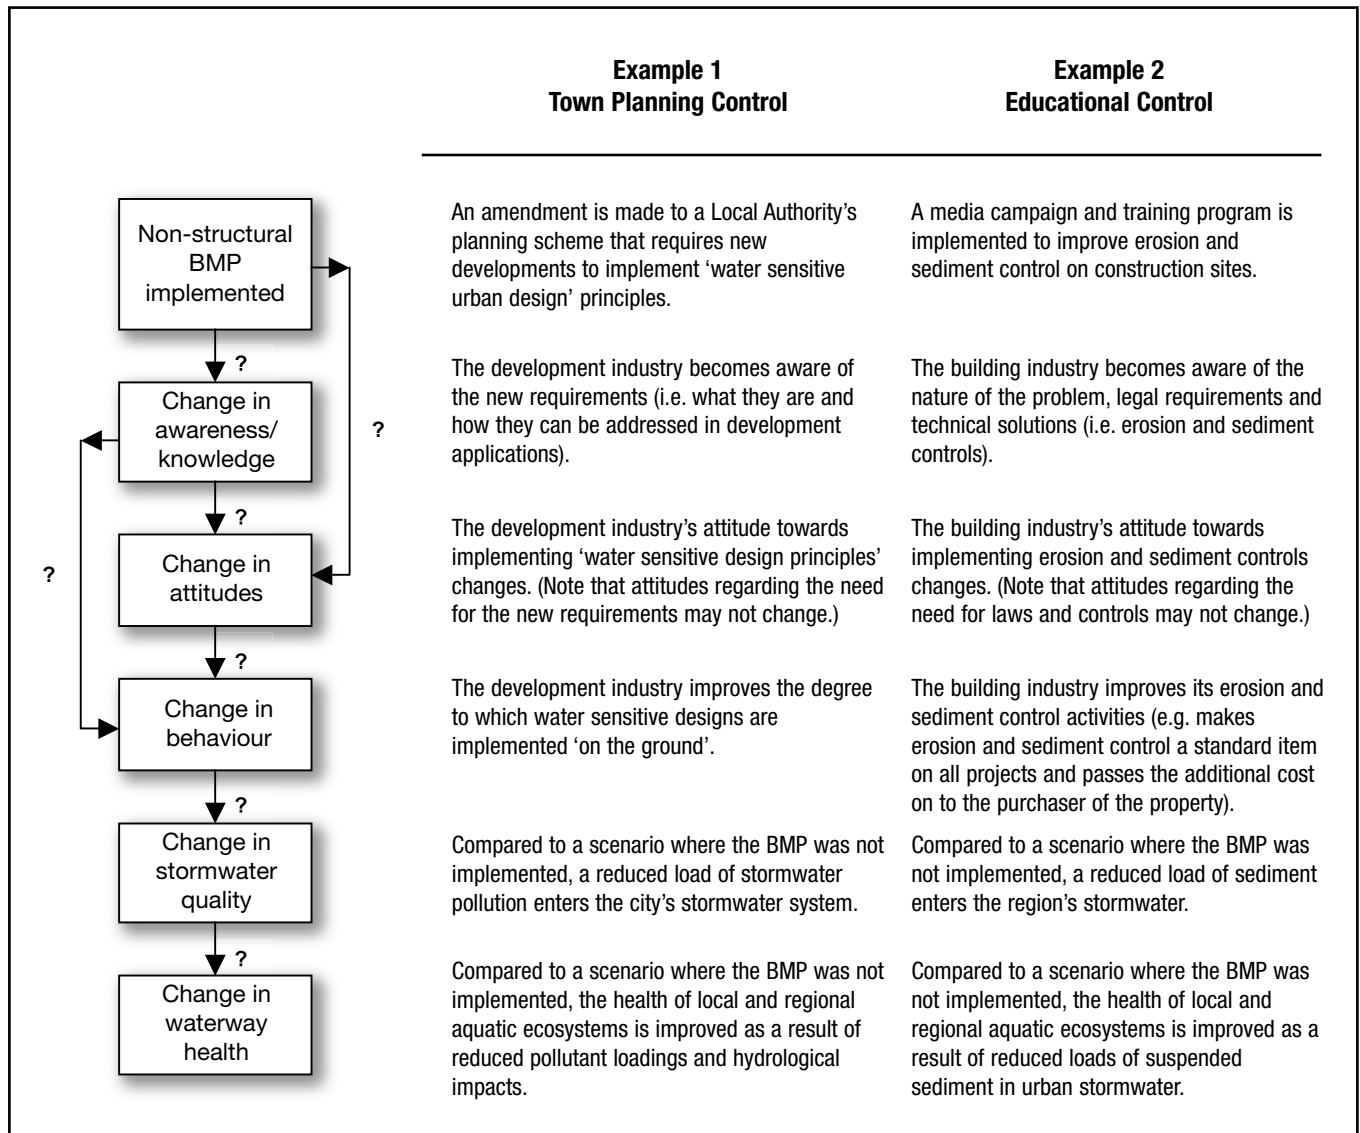 Example 1
Town Planning Control
Example 2
Educational Control
Non-structural
BMP
implemented
An amendment is made to a Local Authority’s
planning scheme that requires new
developments to implement ‘water sensitive
urban design’ principles.
A media campaign and training program is
implemented to improve erosion and
sediment control on construction sites.
?
Change in
awareness/
knowledge
?
The development industry becomes aware of
the new requirements (i.e. what they are and
how they can be addressed in development
applications).
The building industry becomes aware of the
nature of the problem, legal requirements and
technical solutions (i.e. erosion and sediment
controls).
?
?
Change in
attitudes
The development industry’s attitude towards
implementing ‘water sensitive design principles’
changes. (Note that attitudes regarding the need
for the new requirements may not change.)
The building industry’s attitude towards
implementing erosion and sediment controls
changes. (Note that attitudes regarding the
need for laws and controls may not change.)
?
Change in
behaviour
The development industry improves the degree
to which water sensitive designs are
implemented ‘on the ground’.
The building industry improves its erosion and
sediment control activities (e.g. makes
erosion and sediment control a standard item
on all projects and passes the additional cost
on to the purchaser of the property).
?
Change in
stormwater
quality
Compared to a scenario where the BMP was not
implemented, a reduced load of stormwater
pollution enters the city’s stormwater system.
Compared to a scenario where the BMP was
not implemented, a reduced load of sediment
enters the region’s stormwater.
?
Change in
waterway
health
Compared to a scenario where the BMP was not
implemented, the health of local and regional
aquatic ecosystems is improved as a result of
reduced pollutant loadings and hydrological
impacts.
Compared to a scenario where the BMP was
not implemented, the health of local and
regional aquatic ecosystems is improved as a
result of reduced loads of suspended
sediment in urban stormwater.